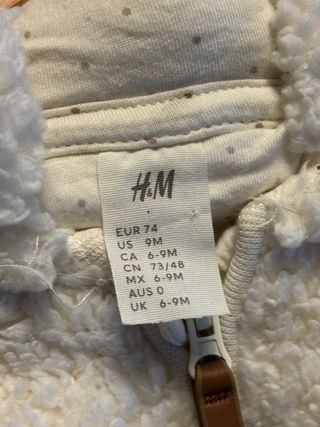 H&M
EUR 74
US 9M
CA 6-9M
CN 73/48
MX 6-9M
AUS 0
UK 6-9M